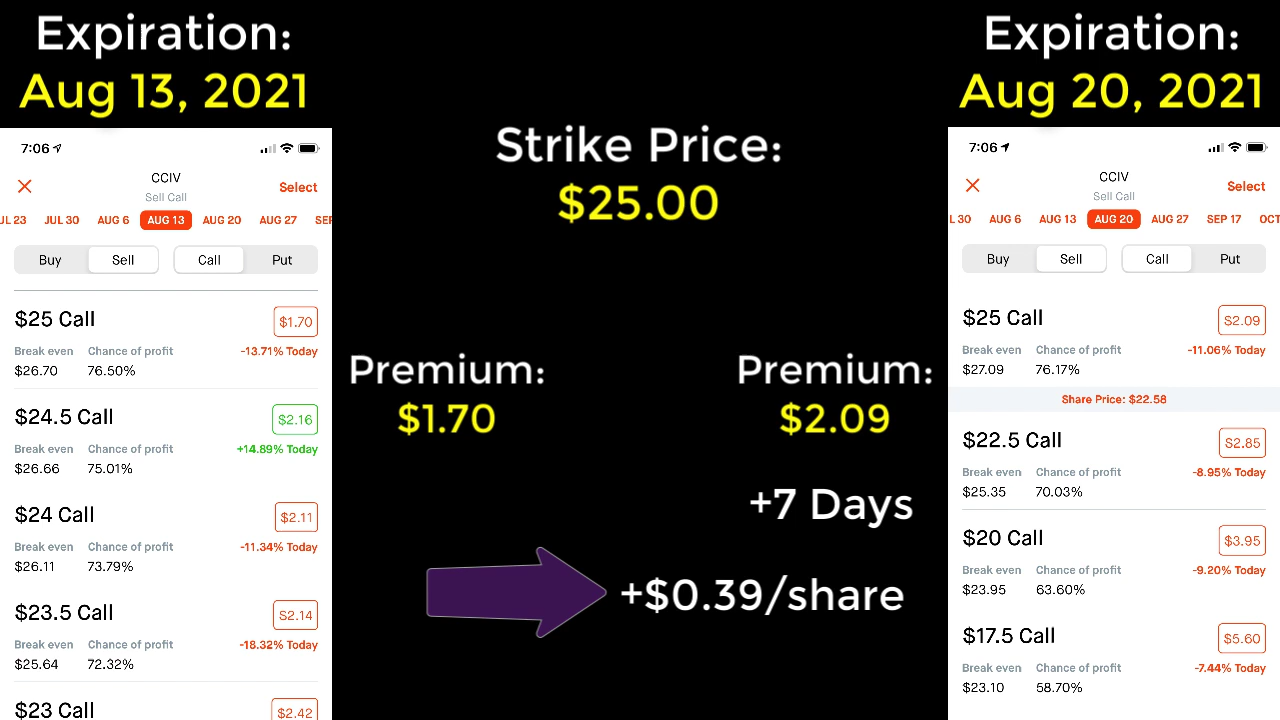 Expiration:
Aug 13, 2021
7:06
CCIV
Sell Call
Select
JUL 23 JUL 30 AUG 6 AUG 13 AUG 20 AUG 27 SEP
Buy Sell Call Put
$25 Call $1.70
Break even Chance of profit -13.71% Today
$26.70 76.50%
$24.5 Call $2.16
Break even Chance of profit +14.89% Today
$26.66 75.01%
$24 Call $2.11
Break even Chance of profit -11.34% Today
$26.11 73.79%
$23.5 Call $2.14
Break even Chance of profit -18.32% Today
$25.64 72.32%
$23 Call $2.42
Strike Price:
$25.00
Premium:
$1.70
Premium:
$2.09
+7 Days
+$0.39/share
Expiration:
Aug 20, 2021
7:06
CCIV
Sell Call
Select
L 30 AUG 6 AUG 13 AUG 20 AUG 27 SEP 17 OCT
Buy Sell Call Put
$25 Call $2.09
Break even Chance of profit -11.06% Today
$27.09 76.17%
Share Price: $22.58
$22.5 Call $2.85
Break even Chance of profit -8.95% Today
$25.35 70.03%
$20 Call $3.95
Break even Chance of profit -9.20% Today
$23.95 63.60%
$17.5 Call $5.60
Break even Chance of profit -7.44% Today
$23.10 58.70%